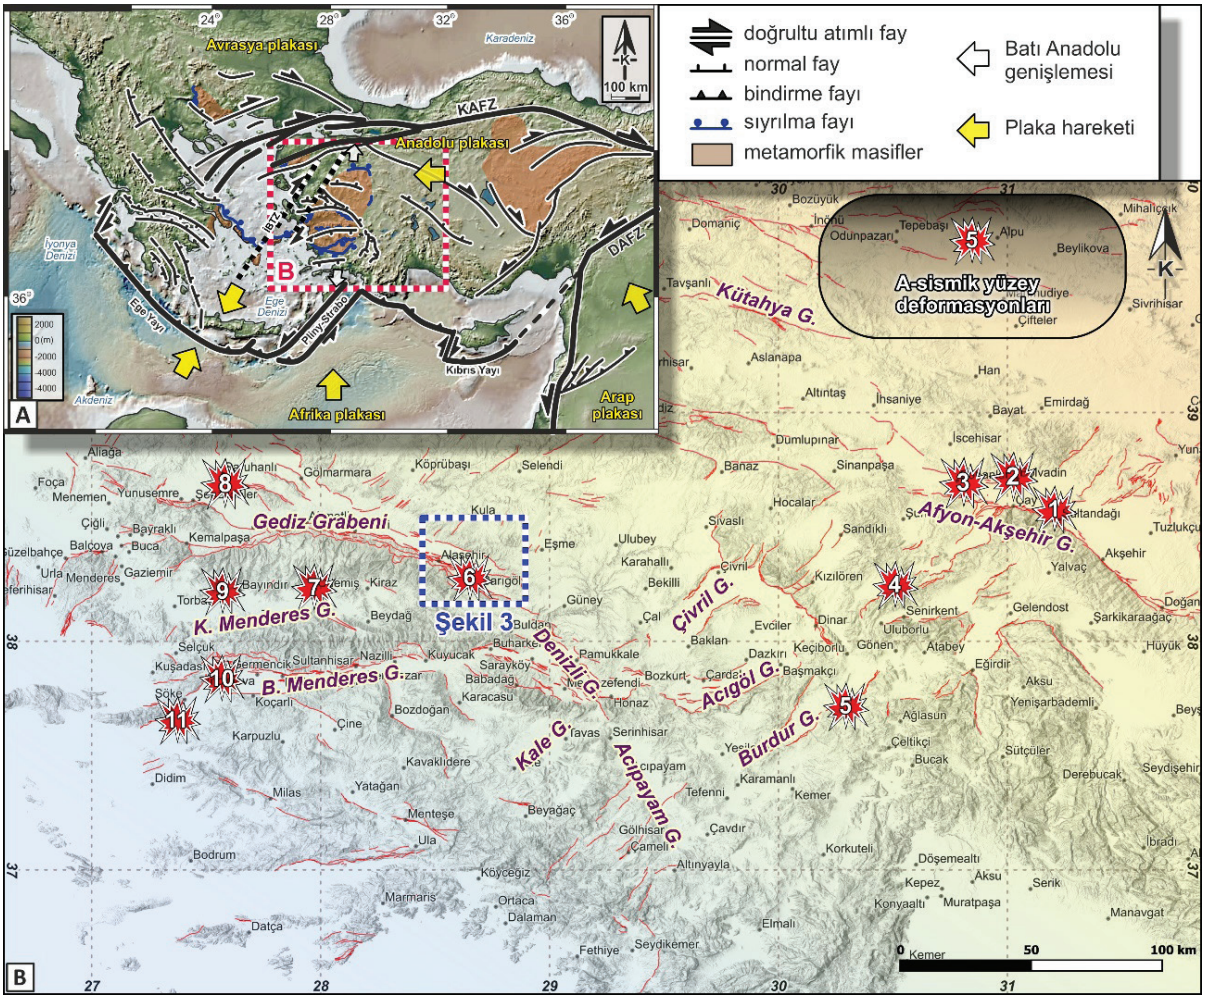 24°
28°
32°
36°
Avrasya plakası
Karadeniz
K
100 km
KAFZ
Anadolu plakası
İBTZ
B
DAFZ
İyonya
Denizi
36°
Ege
Denizi
Ege Yayı
Pliny-Strabo
Kıbrıs Yayı
2000
0(m)
-2000
-4000
Akdeniz
Afrika plakası
Arap
plakası
A
doğrultu atımlı fay
normal fay
bindirme fayı
sıyrılma fayı
metamorfik masifler
Batı Anadolu
genişlemesi
Plaka hareketi
30
31
Bozüyük
Mihalıççık
Domaniç
İnönü
Odunpazarı
Tepebaşı
5
Alpu
Beylikova
K
A-sismik yüzey
deformasyonları
Tavşanlı
Kütahya G.
Sivrihisar
Çifteler
Aslanapa
Han
Altıntaş
İhsaniye
Emirdağ
Bayat
39
Aliağa
Dumlupınar
İscehisar
Foça
Menemen
Yunusemre
8
Gölmarmara
Köprübaşı
Selendi
Banaz
Sinanpaşa
3
2
1
Hocalar
Afyon-Akşehir G.
Çiğli
Bayraklı
Gediz Grabeni
Kula
Sivaslı
Sandıklı
Balçova
Buca
Kemalpaşa
Alaşehir
Eşme
Ulubey
Akşehir
Urla
Menderes
Gaziemir
Karahallı
Çivril
Yalvaç
9
Bayındır
7
Kiraz
6
Bekilli
Kızılören
4
Güney
Çivril G.
Senirkent
Gelendost
Şarkikaraağaç
K. Menderes G.
Beydağ
Şekil 3
Buldan
Çal
Evciler
Dinar
Uluborlu
38
Selçuk
Baklan
Keçiborlu
Gönen
Atabey
38
Hüyük
Kuşadası
Sultanhisar
Nazilli
Kuyucak
Denizli G.
Pamukkale
Dazkırı
Eğirdir
10
B. Menderes G.
Sarayköy
Bozkurt
Başmakçı
Söke
Babadağ
Acıgöl G.
Aksu
11
Koçarlı
Bozdoğan
Karacasu
Honaz
5
Ağlasun
Yenişarbademli
Karpuzlu
Çine
Kale G.
Tavas
Serinhisar
Burdur G.
Çeltikçi
Sütçüler
Kavaklıdere
Acıpayam G.
Bucak
Didim
Yatağan
Karamanlı
Derebucak
Seydişehir
Milas
Tefenni
Kemer
Menteşe
Beyağaç
Gölhisar
Çavdır
Ula
Çameli
Korkuteli
İbradı
Bodrum
Altınyayla
Döşemealtı
37
Köyceğiz
Kepez
Aksu
Serik
Marmariş
Ortaca
Konyaaltı
Muratpaşa
Manavgat
Datça
Dalaman
Elmalı
Fethiye
Seydikemer
0
50
100 km
Kemer
B
27
28
29
30
31